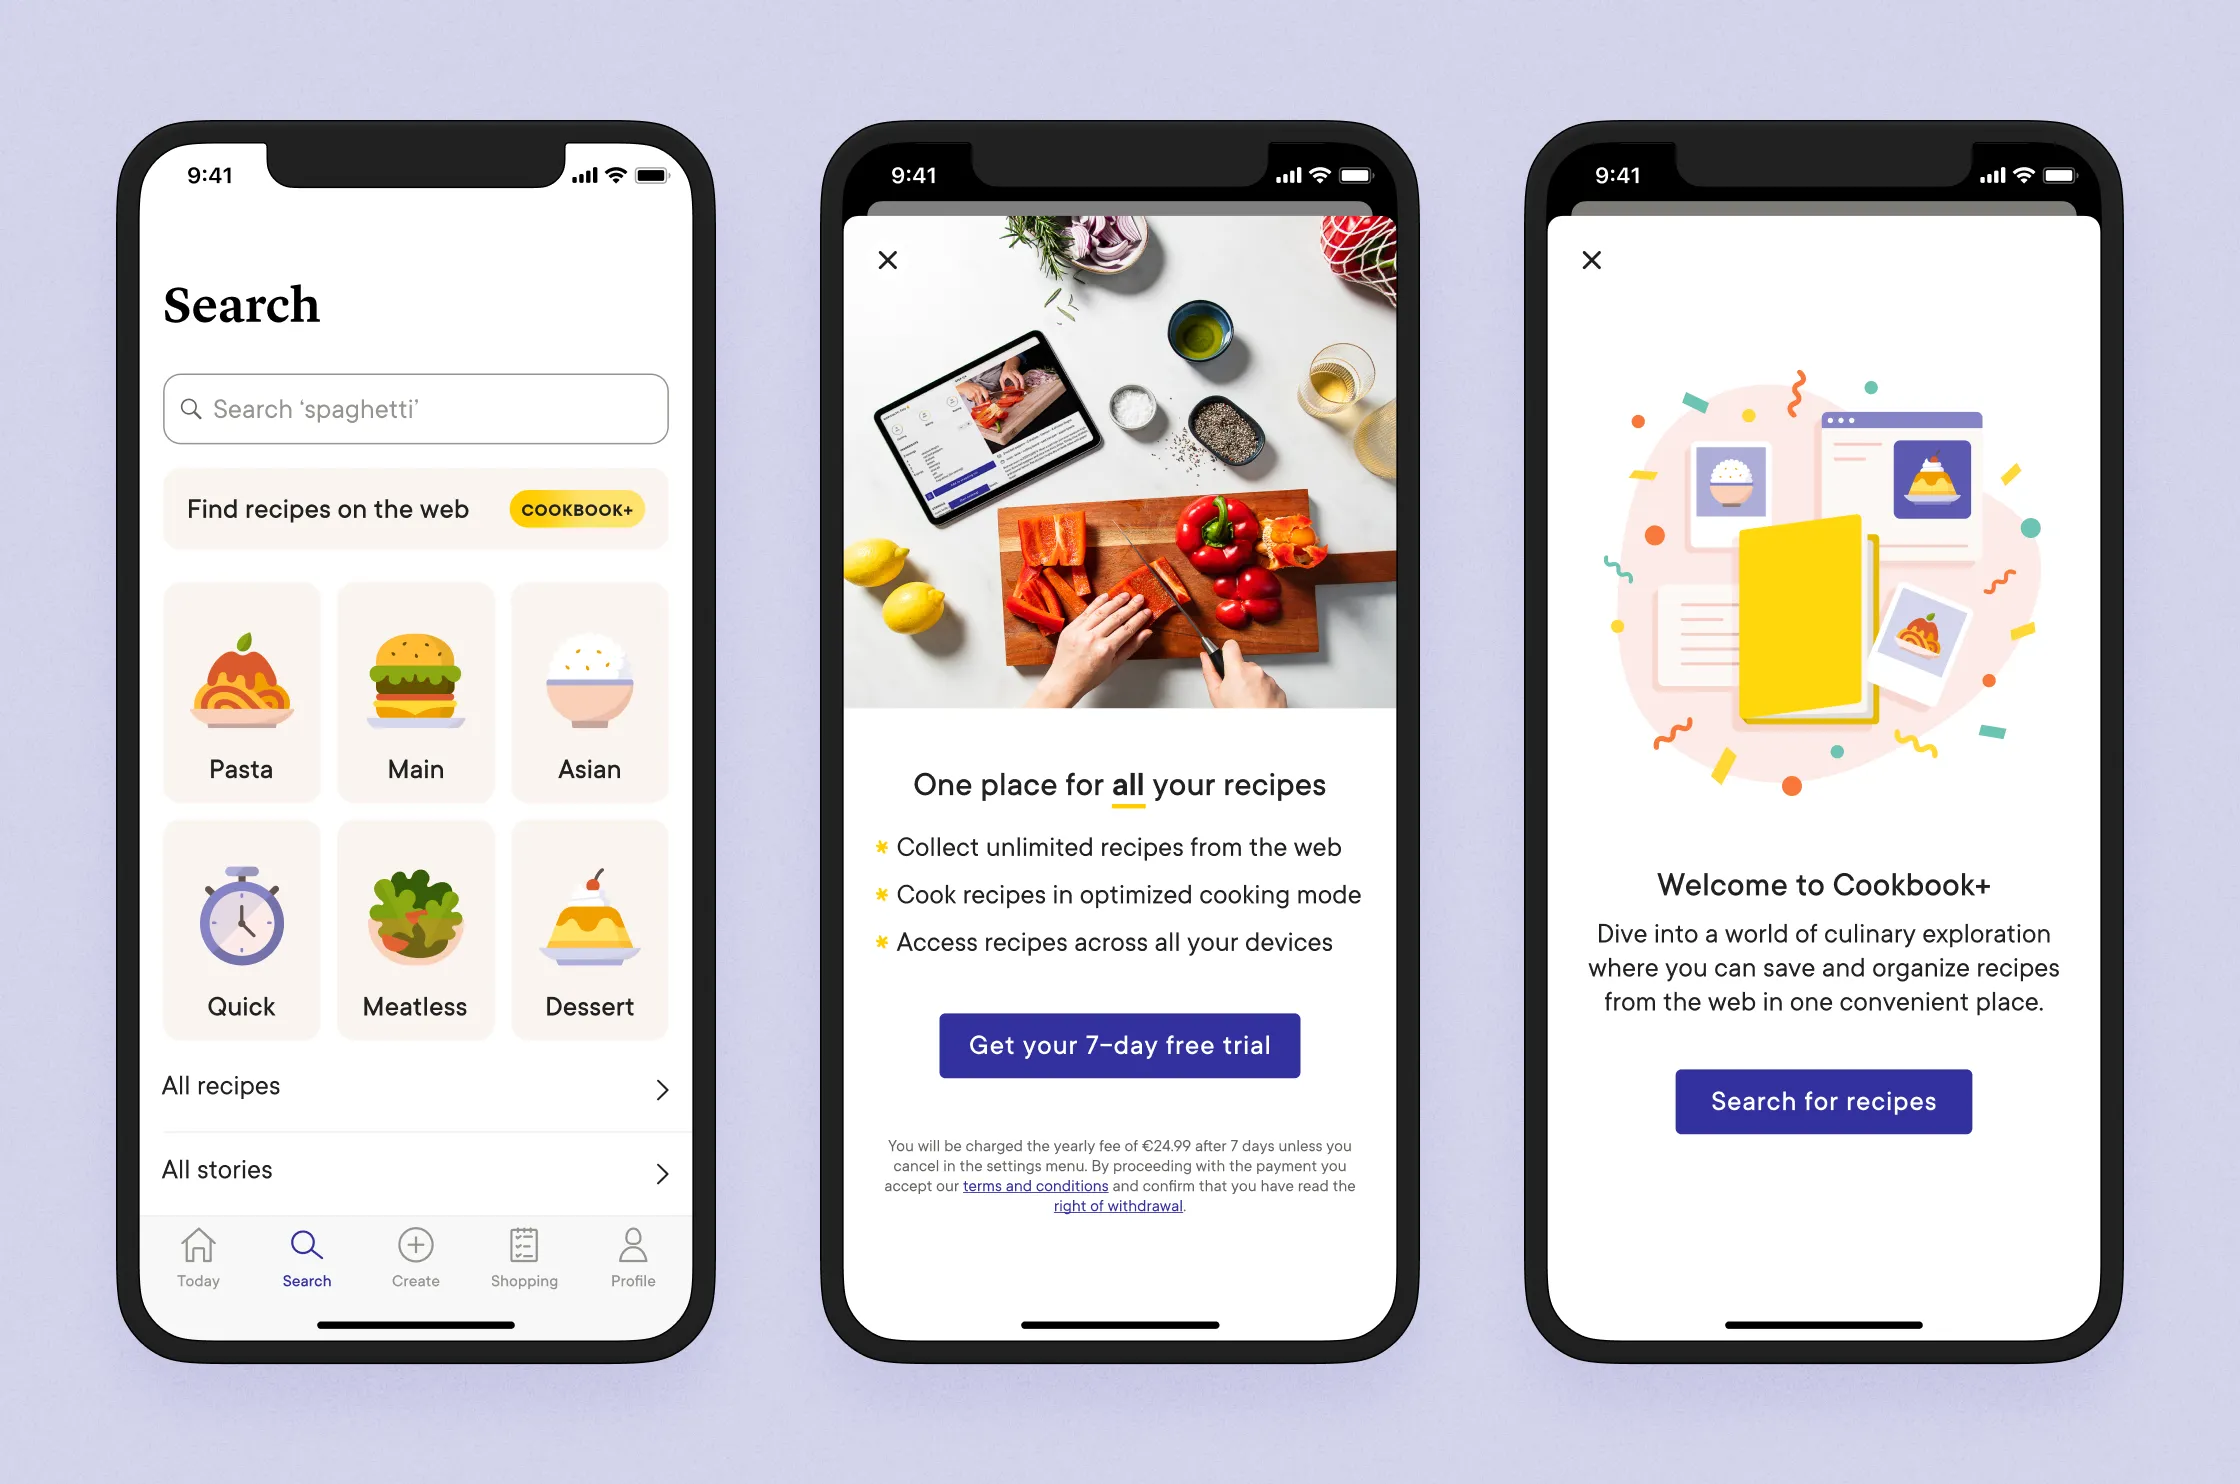 9:41
Search
Search ‘spaghetti’
Find recipes on the web
COOKBOOK+
Pasta
Main
Asian
Quick
Meatless
Dessert
All recipes
All stories
Today
Search
Create
Shopping
Profile
9:41
One place for all your recipes
* Collect unlimited recipes from the web
* Cook recipes in optimized cooking mode
* Access recipes across all your devices
Get your 7-day free trial
You will be charged the yearly fee of €24.99 after 7 days unless you
cancel in the settings menu. By proceeding with the payment you
accept our terms and conditions and confirm that you have read the
right of withdrawal.
9:41
Welcome to Cookbook+
Dive into a world of culinary exploration
where you can save and organize recipes
from the web in one convenient place.
Search for recipes